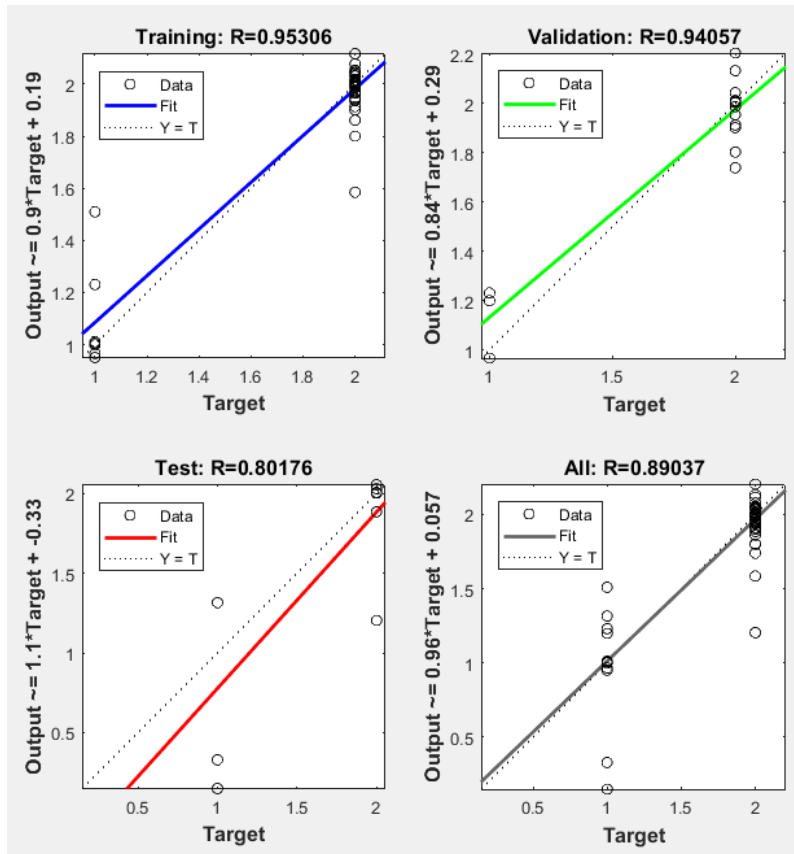 Training: R=0.95306
Output ~= 0.9*Target + 0.19
Data
Fit
Y = T
2
1.8
1.6
1.4
1.2
1
1
1.2
1.4
1.6
1.8
2
Target
Validation: R=0.94057
Output ~= 0.84*Target + 0.29
Data
Fit
Y = T
2.2
2
1.8
1.6
1.4
1.2
1
1
1.5
2
Target
Test: R=0.80176
Output ~= 1.1*Target + -0.33
Data
Fit
Y = T
2
1.5
1
0.5
0.5
1
1.5
2
Target
All: R=0.89037
Output ~= 0.96*Target + 0.057
Data
Fit
Y = T
2
1.5
1
0.5
0.5
1
1.5
2
Target